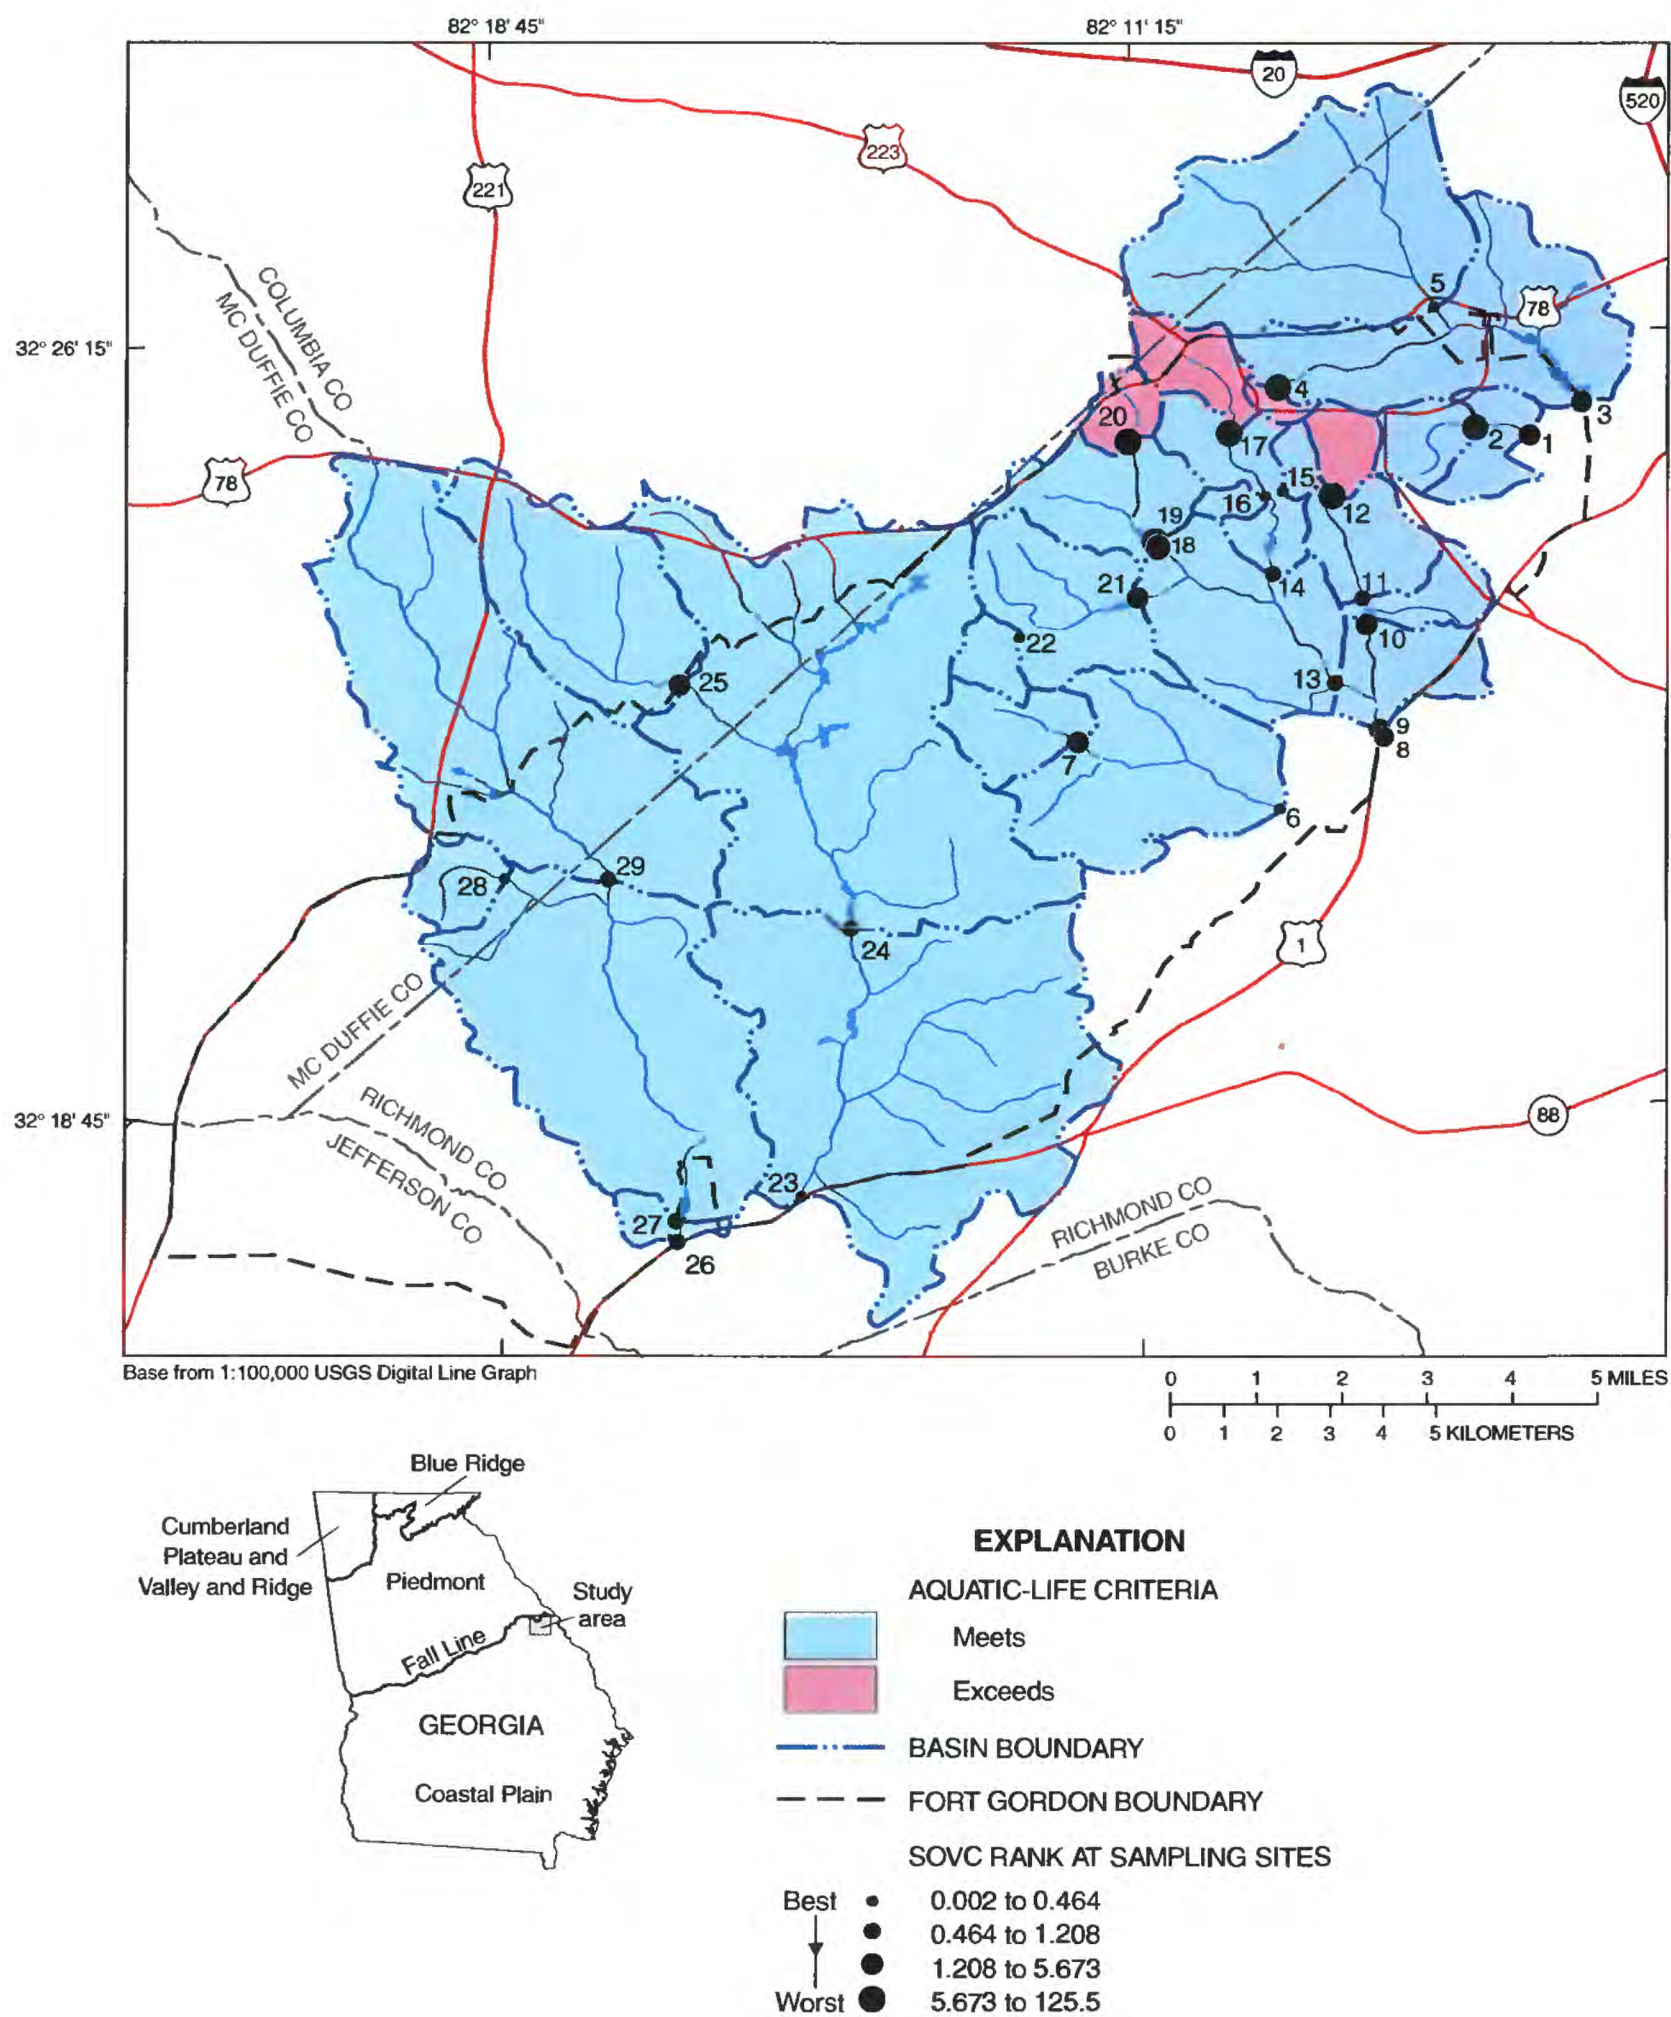 82° 18' 45"
82° 11' 15"
20
520
223
221
COLUMBIA CO
MC DUFFIE CO
5
78
32° 26' 15"
4
3
20
17
2
1
78
15
16
12
19
18
21
14
11
22
10
25
13
9
7
8
6
29
28
1
24
MC DUFFIE CO
RICHMOND CO
JEFFERSON CO
32° 18' 45"
88
23
RICHMOND CO
BURKE CO
27
26
Base from 1:100,000 USGS Digital Line Graph
0 1 2 3 4 5 MILES
0 1 2 3 4 5 KILOMETERS
Blue Ridge
Cumberland
Plateau and
Valley and Ridge
Piedmont
Study
area
Fall Line
GEORGIA
Coastal Plain
EXPLANATION
AQUATIC-LIFE CRITERIA
Meets
Exceeds
BASIN BOUNDARY
FORT GORDON BOUNDARY
SOVC RANK AT SAMPLING SITES
Best 0.002 to 0.464
0.464 to 1.208
1.208 to 5.673
Worst 5.673 to 125.5